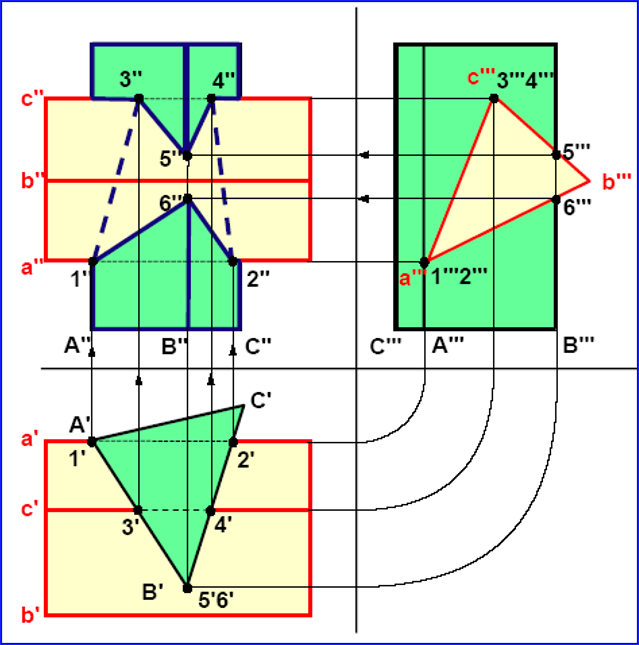 3" 4" c''' 3'''4'''
c"
5" 5'''
b" b'''
6" 6'''
a" 1" 2" a''' 1'''2'''
A" B" C" C''' A''' B'''
A' C'
a' 1' 2'
c' 3' 4'
B' 5'6'
b'